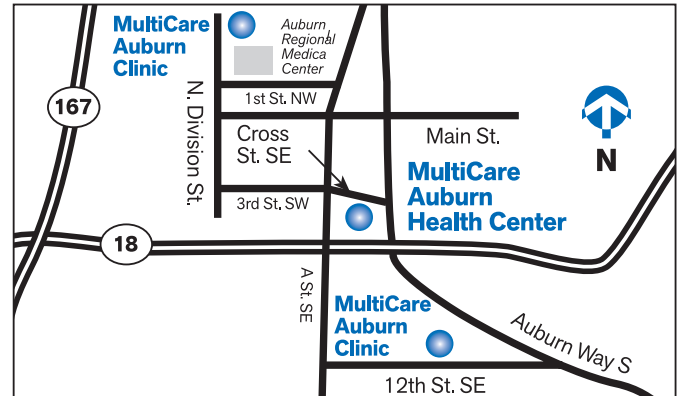 MultiCare
Auburn
Clinic
Auburn
Regional
Medica
Center
167
N. Division St.
1st St. NW
Cross
St. SE
Main St.
N
MultiCare
Auburn
Health Center
3rd St. SW
18
A St. SE
MultiCare
Auburn
Clinic
Auburn Way S
12th St. SE